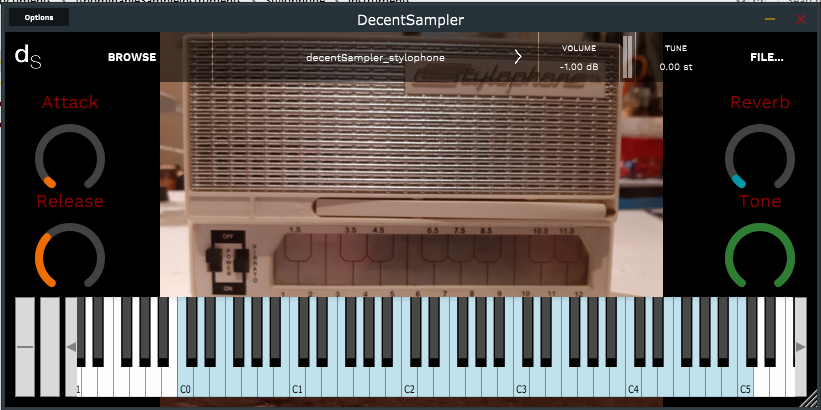 Options
DecentSampler
dS
BROWSE
decentSampler_stylophone
VOLUME
-1.00 dB
TUNE
0.00 st
FILE...
Stylophone
Attack
Reverb
Release
Tone
1.5 3.5 4.5 6.5 7.5 8.5 10.5 11.5
OFF
POWER
VIBRATO
ON
1 2 3 4 5 6 7 8 9 10 11 12
1 C0 C1 C2 C3 C4 C5